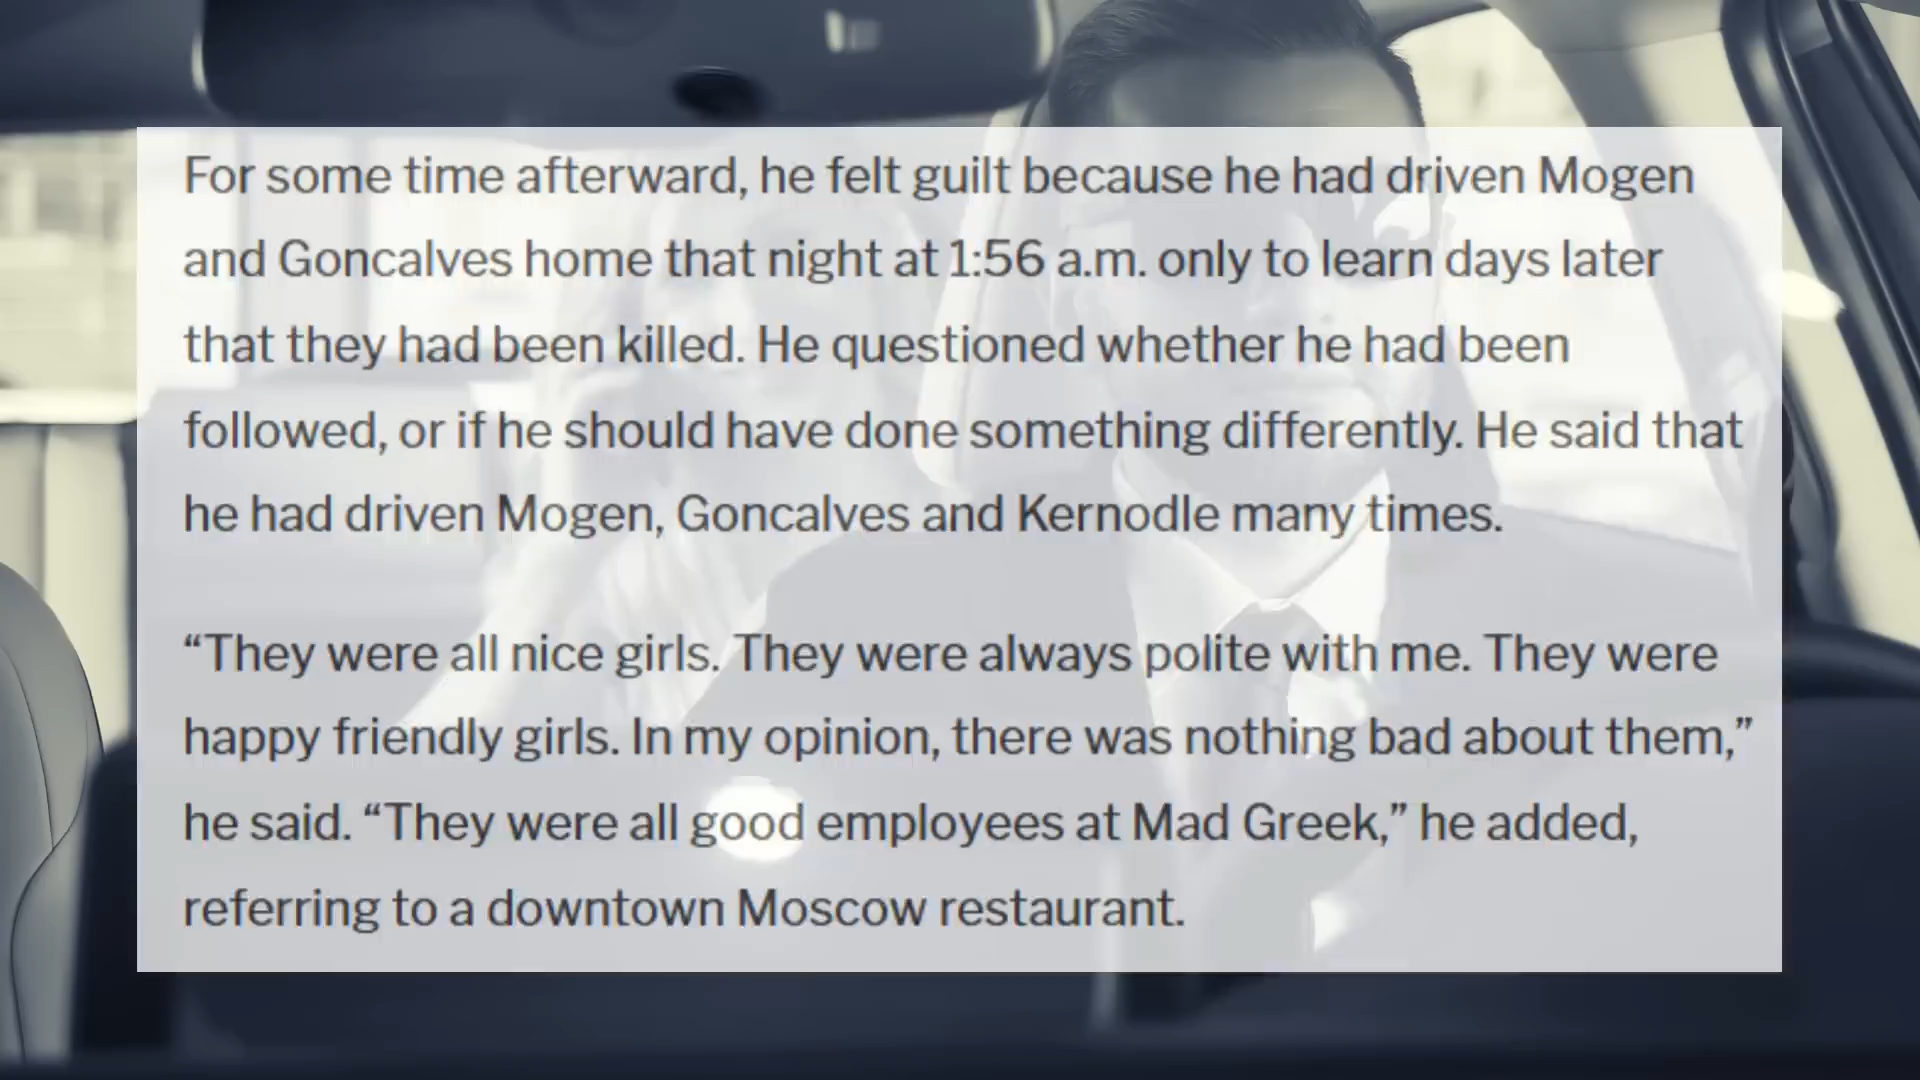 For some time afterward, he felt guilt because he had driven Mogen
and Goncalves home that night at 1:56 a.m. only to learn days later
that they had been killed. He questioned whether he had been
followed, or if he should have done something differently. He said that
he had driven Mogen, Goncalves and Kernodle many times.
“They were all nice girls. They were always polite with me. They were
happy friendly girls. In my opinion, there was nothing bad about them,”
he said. “They were all good employees at Mad Greek,” he added,
referring to a downtown Moscow restaurant.